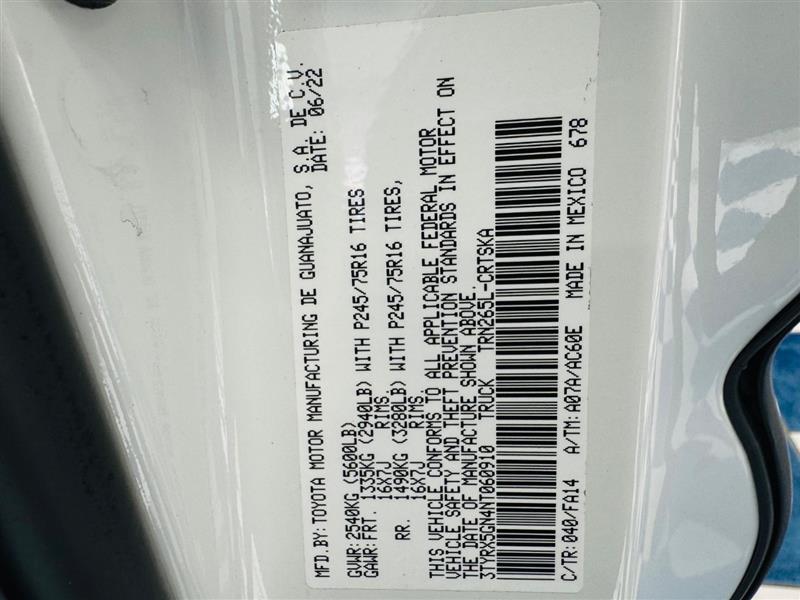 MFD.BY:TOYOTA MOTOR MANUFACTURING DE GUANAJUATO, S.A. DE C.V.
DATE: 06/22
GVWR:2540KG (5600LB)
GAWR:FRT. 1335KG (2940LB) WITH P245/75R16 TIRES
16X7J RIMS
RR. 1490KG (3280LB) WITH P245/75R16 TIRES,
16X7J RIMS
THIS VEHICLE CONFORMS TO ALL APPLICABLE FEDERAL MOTOR
VEHICLE SAFETY AND THEFT PREVENTION STANDARDS IN EFFECT ON
THE DATE OF MANUFACTURE SHOWN ABOVE.
3TYRX5GN4NT060910 TRUCK TRN265L-CRTSKA
C/TR:040/FA14 A/TM:A07A/AC60E MADE IN MEXICO 678